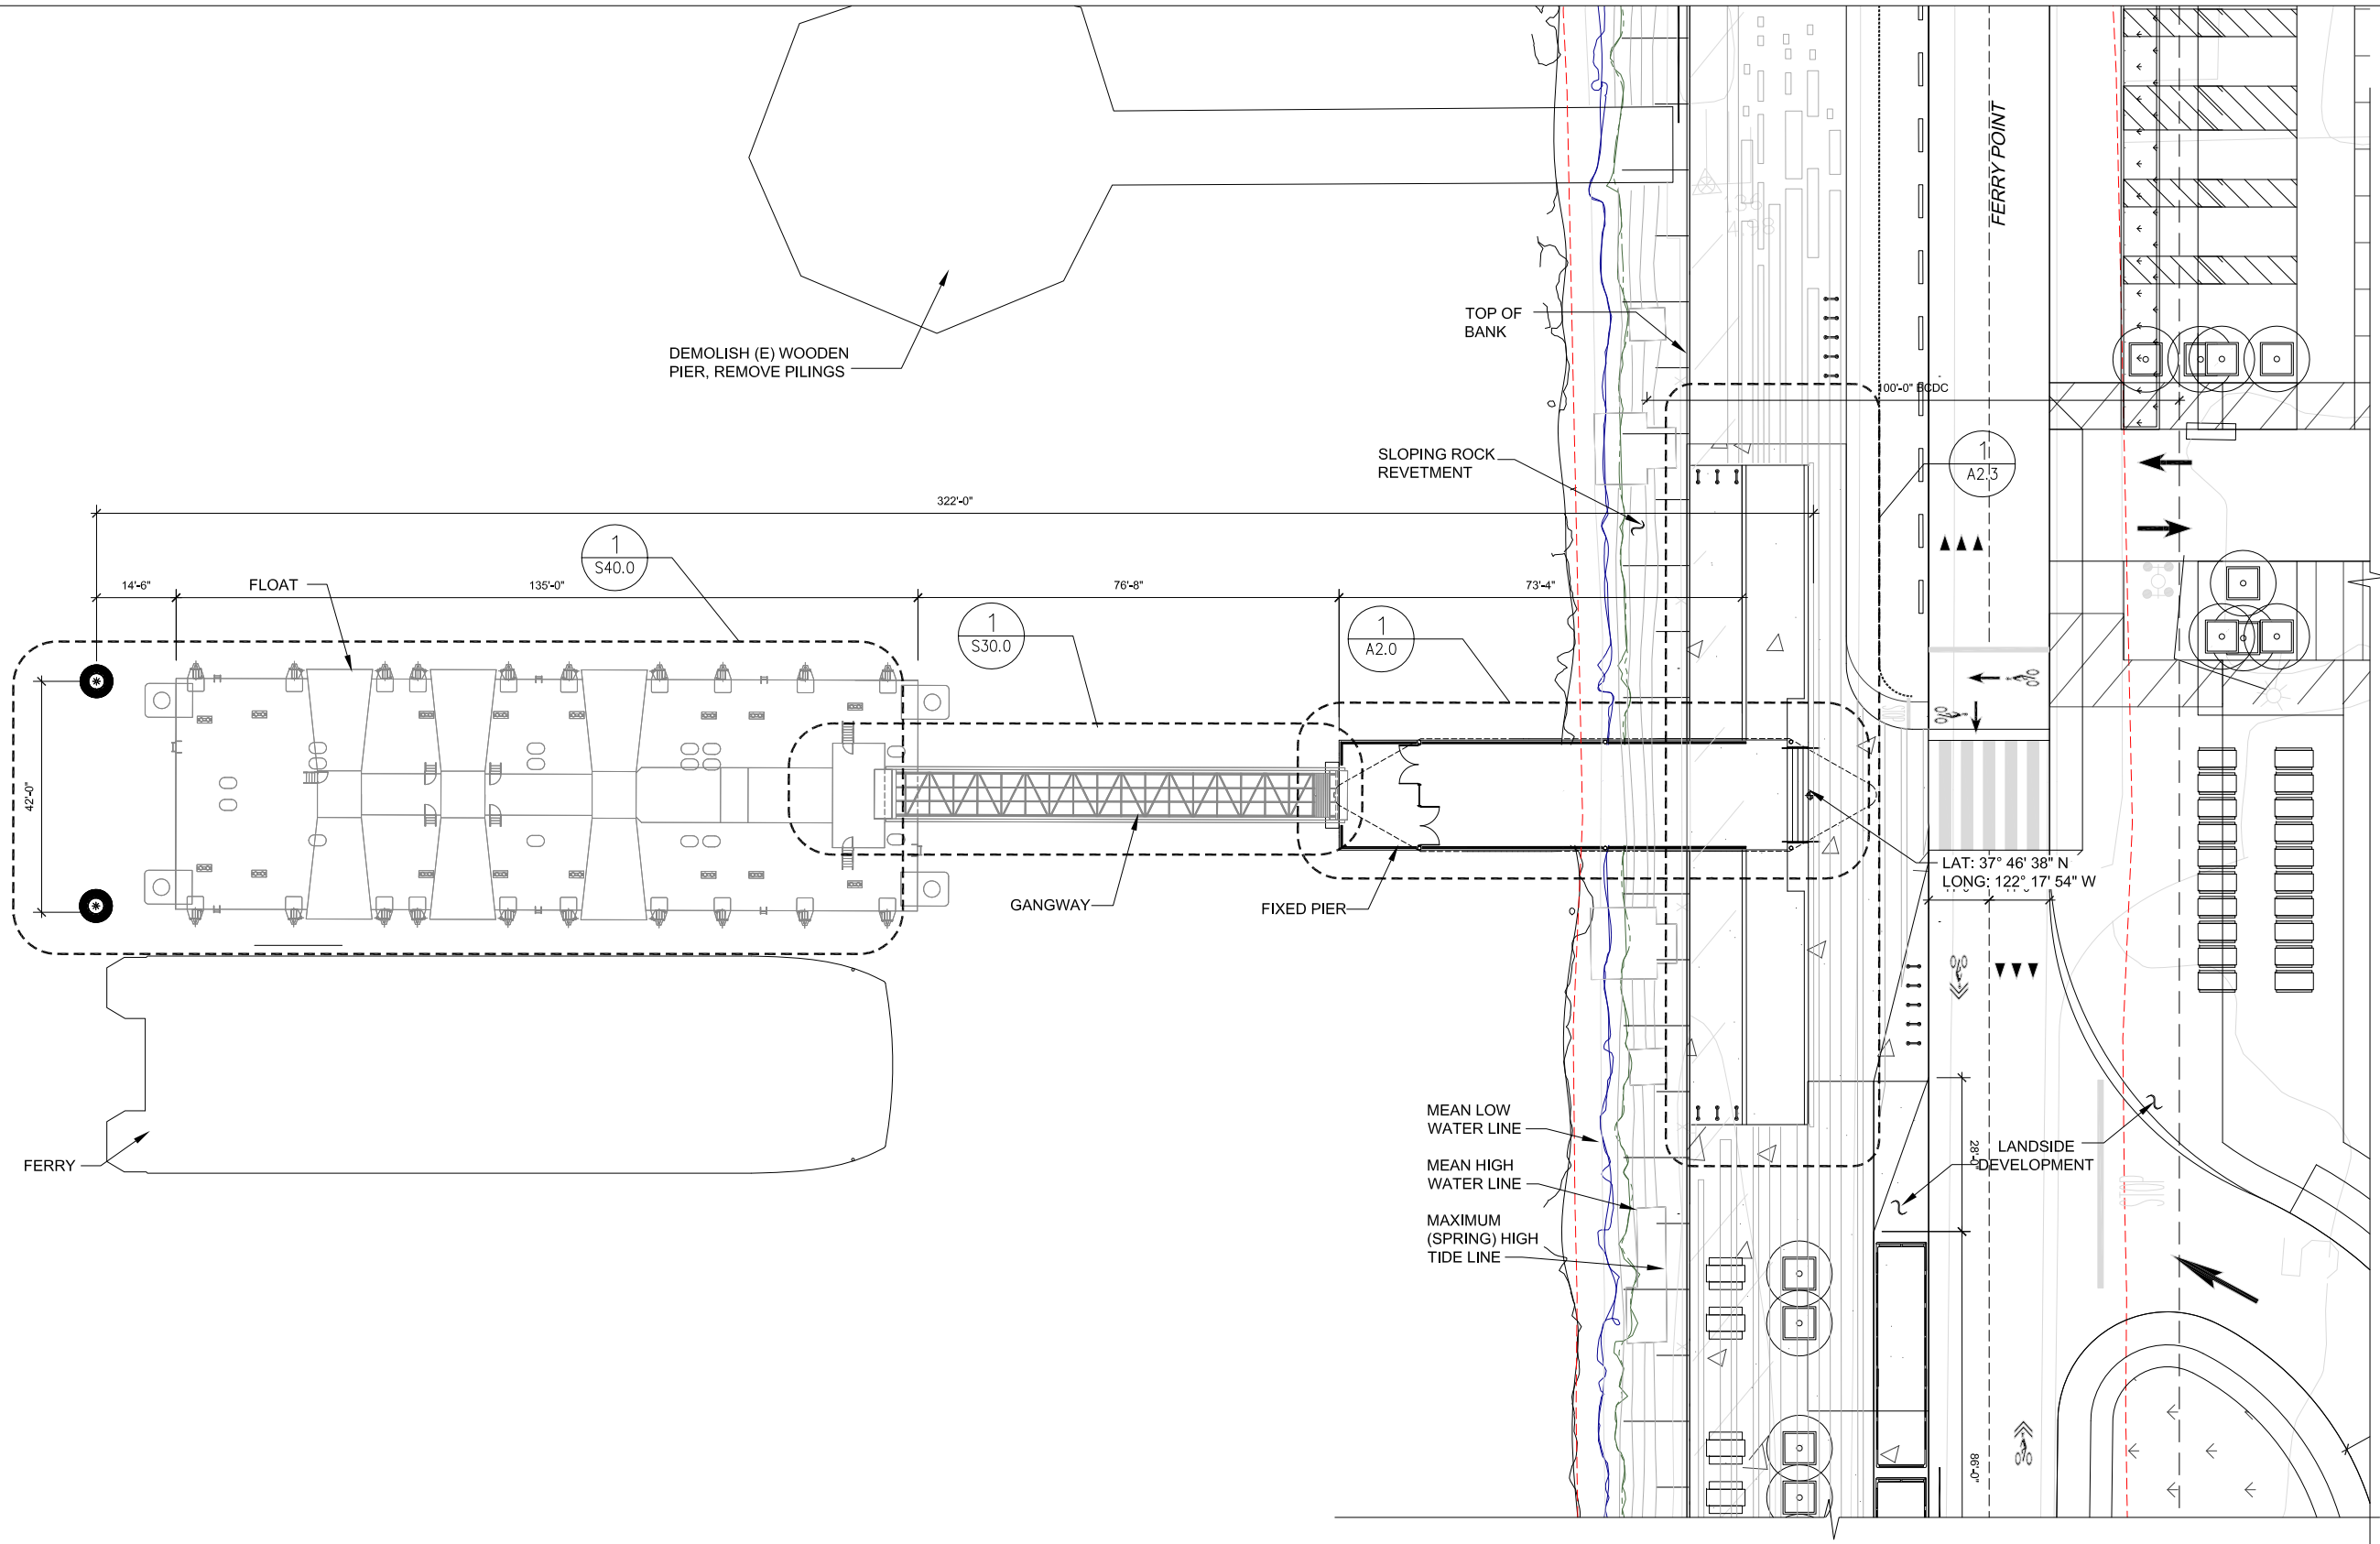 FERRY POINT
DEMOLISH (E) WOODEN
PIER, REMOVE PILINGS
TOP OF
BANK
100'-0" BCDC
SLOPING ROCK
REVETMENT
1
A2.3
322'-0"
1
S40.0
14'-6"
FLOAT
135'-0"
76'-8"
73'-4"
1
S30.0
1
A2.0
42'-0"
LAT: 37° 46' 38" N
LONG: 122° 17' 54" W
GANGWAY
FIXED PIER
MEAN LOW
WATER LINE
MEAN HIGH
WATER LINE
MAXIMUM
(SPRING) HIGH
TIDE LINE
FERRY
28'-0"
LANDSIDE
DEVELOPMENT
86'-0"